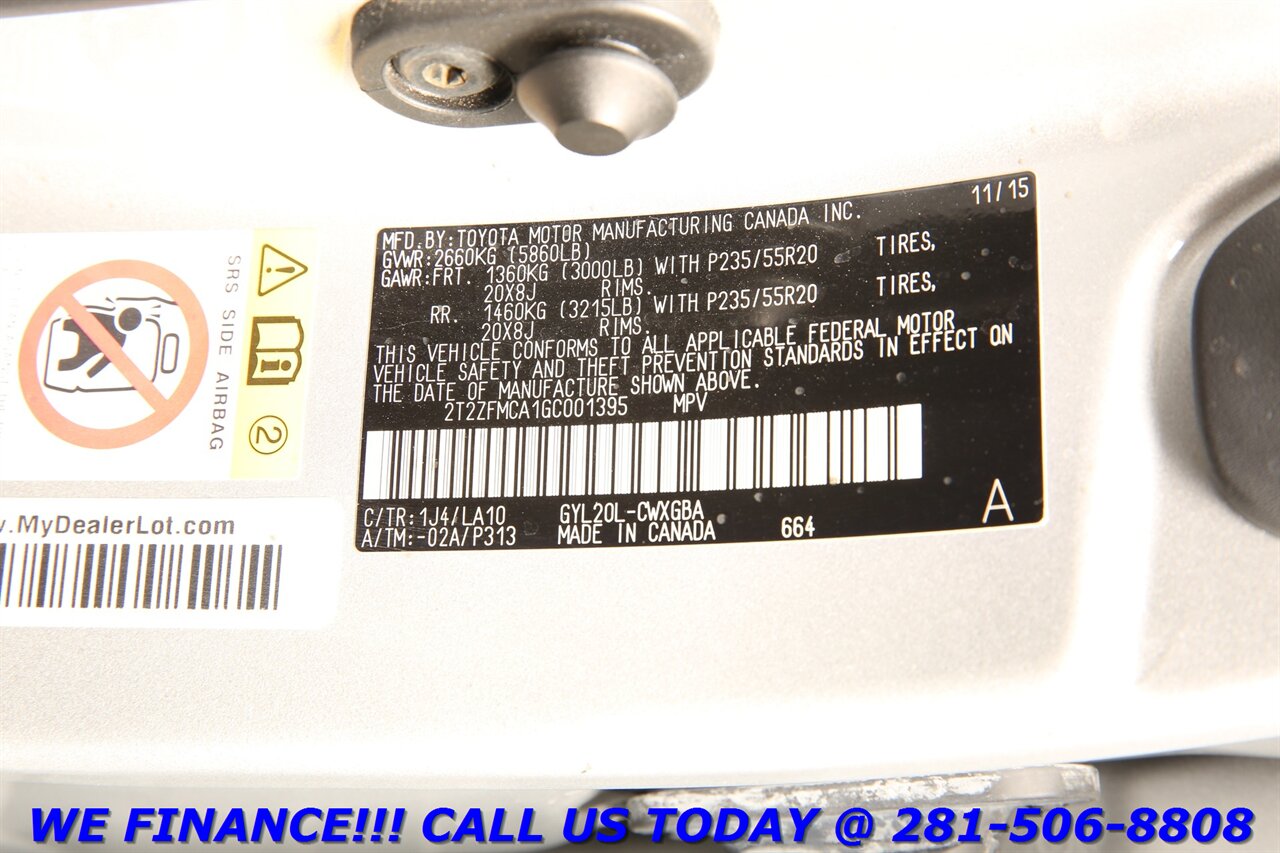 11/15
MFD.BY:TOYOTA MOTOR MANUFACTURING CANADA INC.
GVWR:2660KG (5860LB)
GAWR:FRT. 1360KG (3000LB) WITH P235/55R20 TIRES,
20X8J RIMS.
RR. 1460KG (3215LB) WITH P235/55R20 TIRES,
20X8J RIMS.
THIS VEHICLE CONFORMS TO ALL APPLICABLE FEDERAL MOTOR
VEHICLE SAFETY AND THEFT PREVENTION STANDARDS IN EFFECT ON
THE DATE OF MANUFACTURE SHOWN ABOVE.
2T2ZFMCA1GC001395 MPV
C/TR:1J4/LA10 GYL20L-CWXGBA
A/TM:-02A/P313 MADE IN CANADA 664 A
SRS SIDE AIRBAG
2
.MyDealerLot.com
WE FINANCE!!! CALL US TODAY @ 281-506-8808